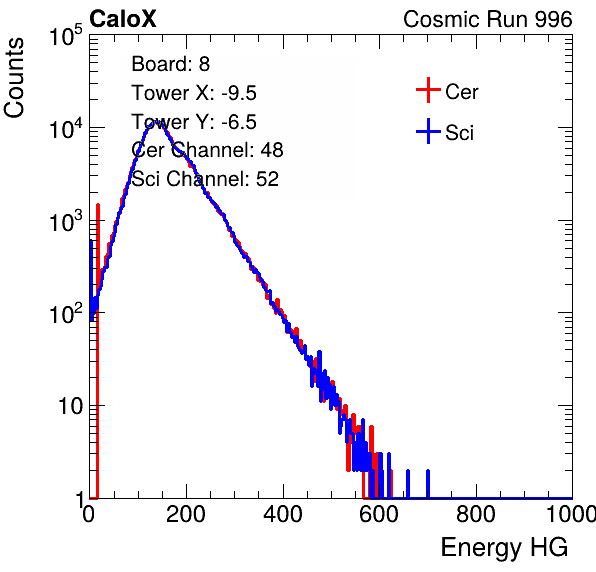 CaloX
Cosmic Run 996
Counts
10^5
10^4
10^3
10^2
10
1
Board: 8
Tower X: -9.5
Tower Y: -6.5
Cer Channel: 48
Sci Channel: 52
Cer
Sci
0 200 400 600 800 1000
Energy HG